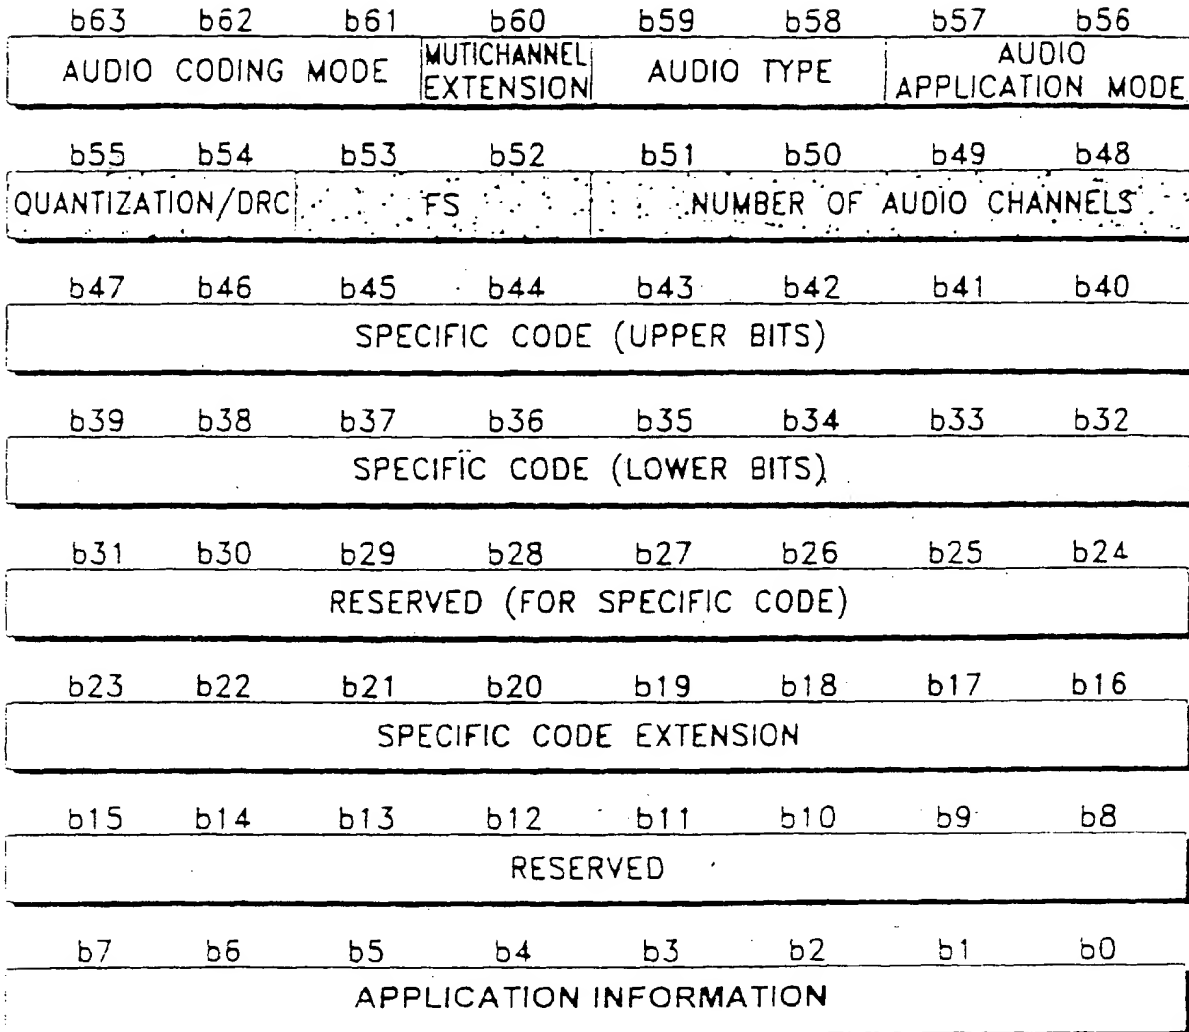 b63 b62 b61 b60 b59 b58 b57 b56
AUDIO CODING MODE
MUTICHANNEL
EXTENSION
AUDIO TYPE
AUDIO
APPLICATION MODE
b55 b54 b53 b52 b51 b50 b49 b48
QUANTIZATION/DRC FS NUMBER OF AUDIO CHANNELS
b47 b46 b45 b44 b43 b42 b41 b40
SPECIFIC CODE (UPPER BITS)
b39 b38 b37 b36 b35 b34 b33 b32
SPECIFIC CODE (LOWER BITS)
b31 b30 b29 b28 b27 b26 b25 b24
RESERVED (FOR SPECIFIC CODE)
b23 b22 b21 b20 b19 b18 b17 b16
SPECIFIC CODE EXTENSION
b15 b14 b13 b12 b11 b10 b9 b8
RESERVED
b7 b6 b5 b4 b3 b2 b1 b0
APPLICATION INFORMATION